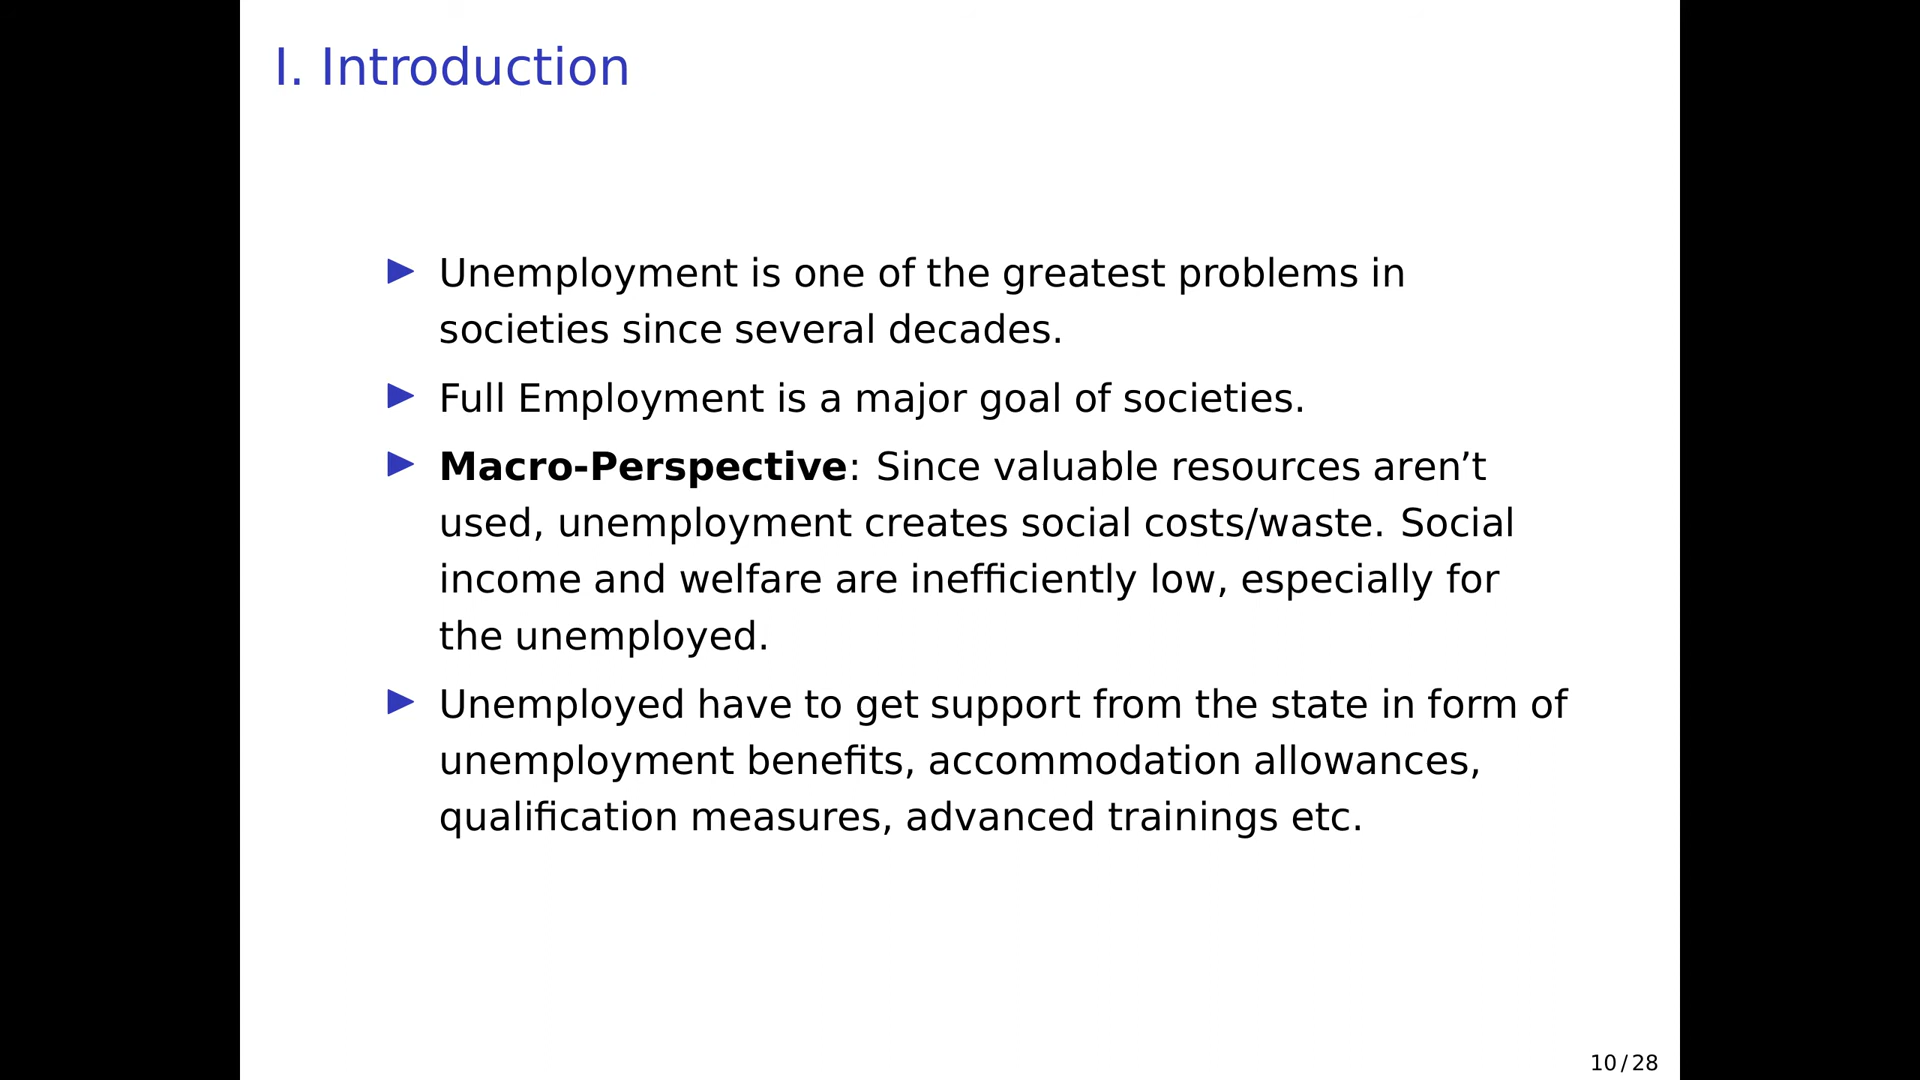 I. Introduction
▶ Unemployment is one of the greatest problems in
societies since several decades.
▶ Full Employment is a major goal of societies.
▶ Macro-Perspective: Since valuable resources aren’t
used, unemployment creates social costs/waste. Social
income and welfare are inefficiently low, especially for
the unemployed.
▶ Unemployed have to get support from the state in form of
unemployment benefits, accommodation allowances,
qualification measures, advanced trainings etc.
10/28